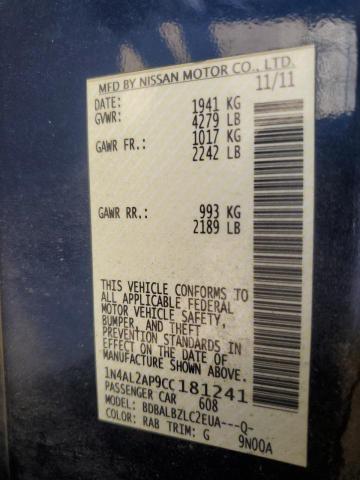 MFD BY NISSAN MOTOR CO., LTD.
11/11
DATE: 1941 KG
GVWR: 4279 LB
GAWR FR.: 1017 KG
2242 LB
GAWR RR.: 993 KG
2189 LB
THIS VEHICLE CONFORMS TO
ALL APPLICABLE FEDERAL
MOTOR VEHICLE SAFETY,
BUMPER, AND THEFT
PREVENTION STANDARDS IN
EFFECT ON THE DATE OF
MANUFACTURE SHOWN ABOVE.
1N4AL2AP9CC181241
PASSENGER CAR 608
MODEL: BDBALBZLC2EUA---Q-
COLOR: RAB TRIM: G 9N00A